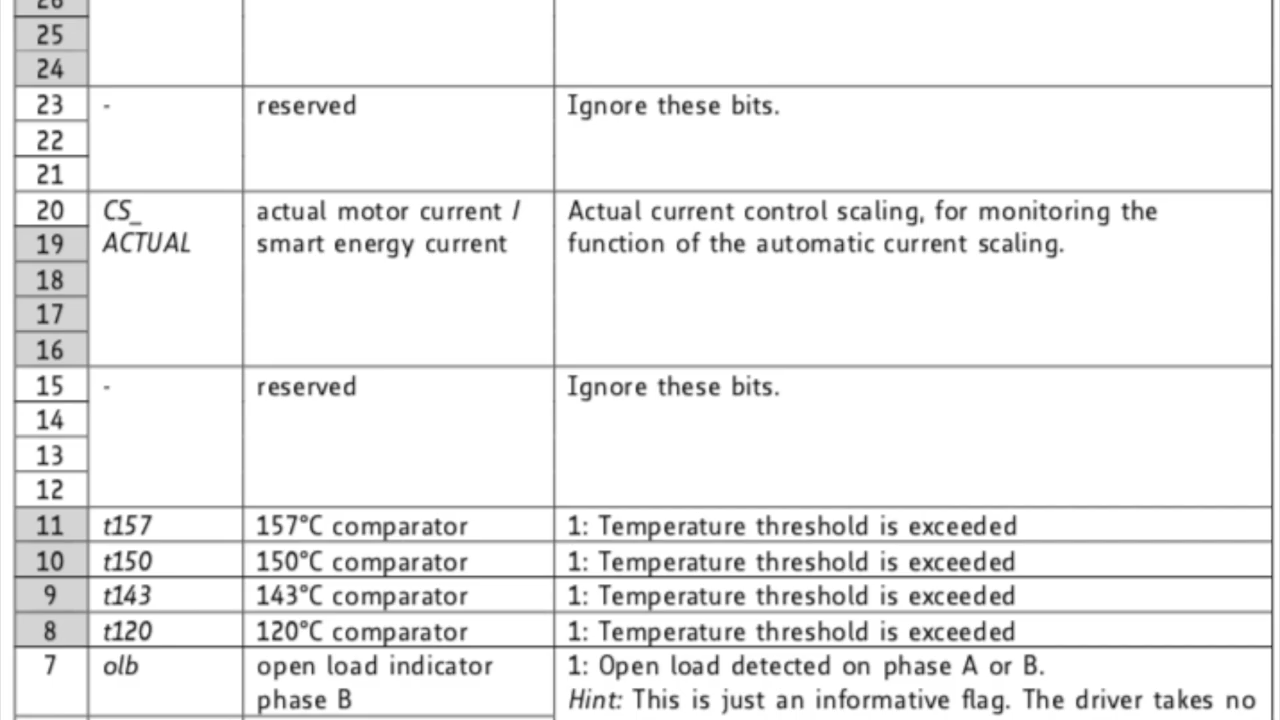 26
25
24
23 - reserved Ignore these bits.
22
21
20 CS_ actual motor current / Actual current control scaling, for monitoring the
19 ACTUAL smart energy current function of the automatic current scaling.
18
17
16
15 - reserved Ignore these bits.
14
13
12
11 t157 157°C comparator 1: Temperature threshold is exceeded
10 t150 150°C comparator 1: Temperature threshold is exceeded
9 t143 143°C comparator 1: Temperature threshold is exceeded
8 t120 120°C comparator 1: Temperature threshold is exceeded
7 olb open load indicator 1: Open load detected on phase A or B.
phase B Hint: This is just an informative flag. The driver takes no